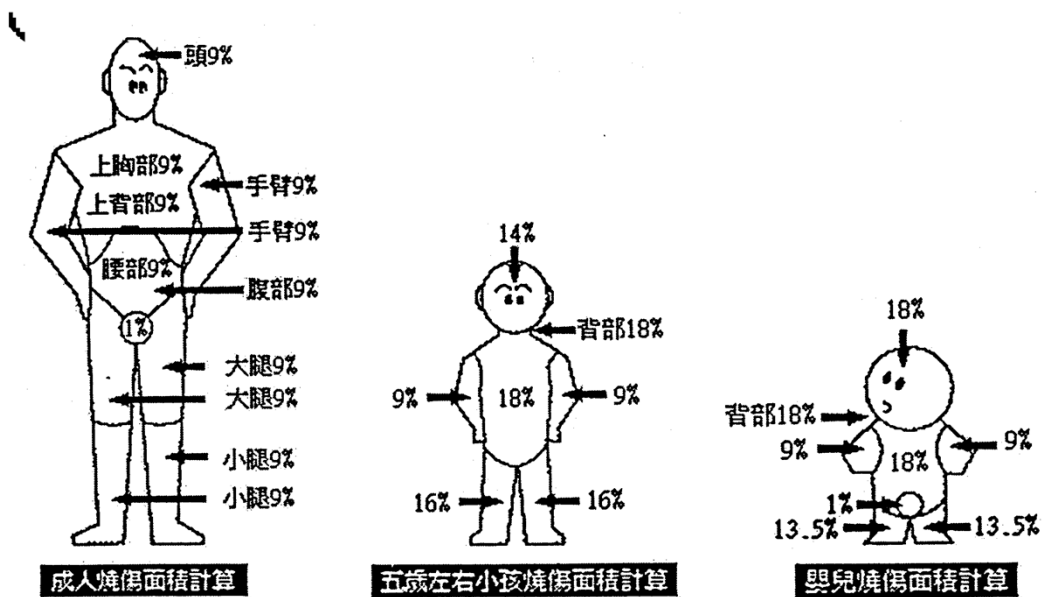 頭9%
上胸部9%
手臂9%
上背部9%
手臂9%
腰部9%
腹部9%
1%
大腿9%
大腿9%
小腿9%
小腿9%
成人燒傷面積計算
14%
背部18%
9%
18%
9%
16%
16%
五歲左右小孩燒傷面積計算
18%
背部18%
9%
9%
18%
1%
13.5%
13.5%
嬰兒燒傷面積計算